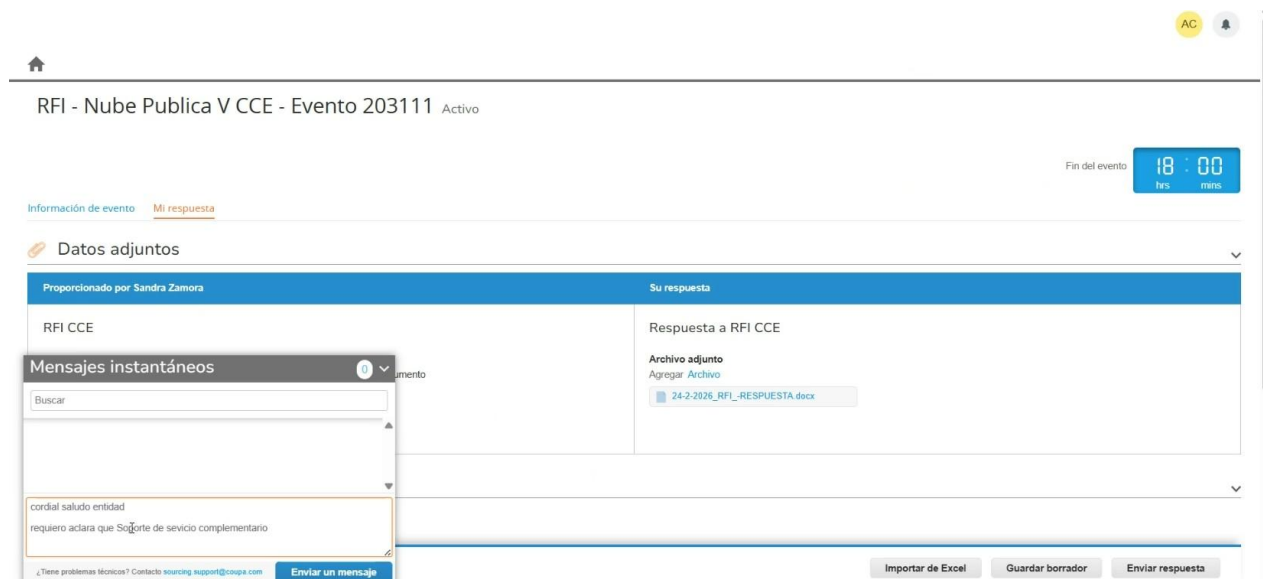 AC
RFI - Nube Publica V CCE - Evento 203111 Activo
Fin del evento
18 : 00
hrs mins
Información de evento Mi respuesta
Datos adjuntos
Proporcionado por Sandra Zamora Su respuesta
RFI CCE
Respuesta a RFI CCE
Archivo adjunto
Agregar Archivo
24-2-2026_RFI_-RESPUESTA.docx
umento
Mensajes instantáneos 0
Buscar
cordial saludo entidad
requiero aclara que Soporte de sevicio complementario
¿Tiene problemas técnicos? Contacto sourcing.support@coupa.com Enviar un mensaje
Importar de Excel Guardar borrador Enviar respuesta